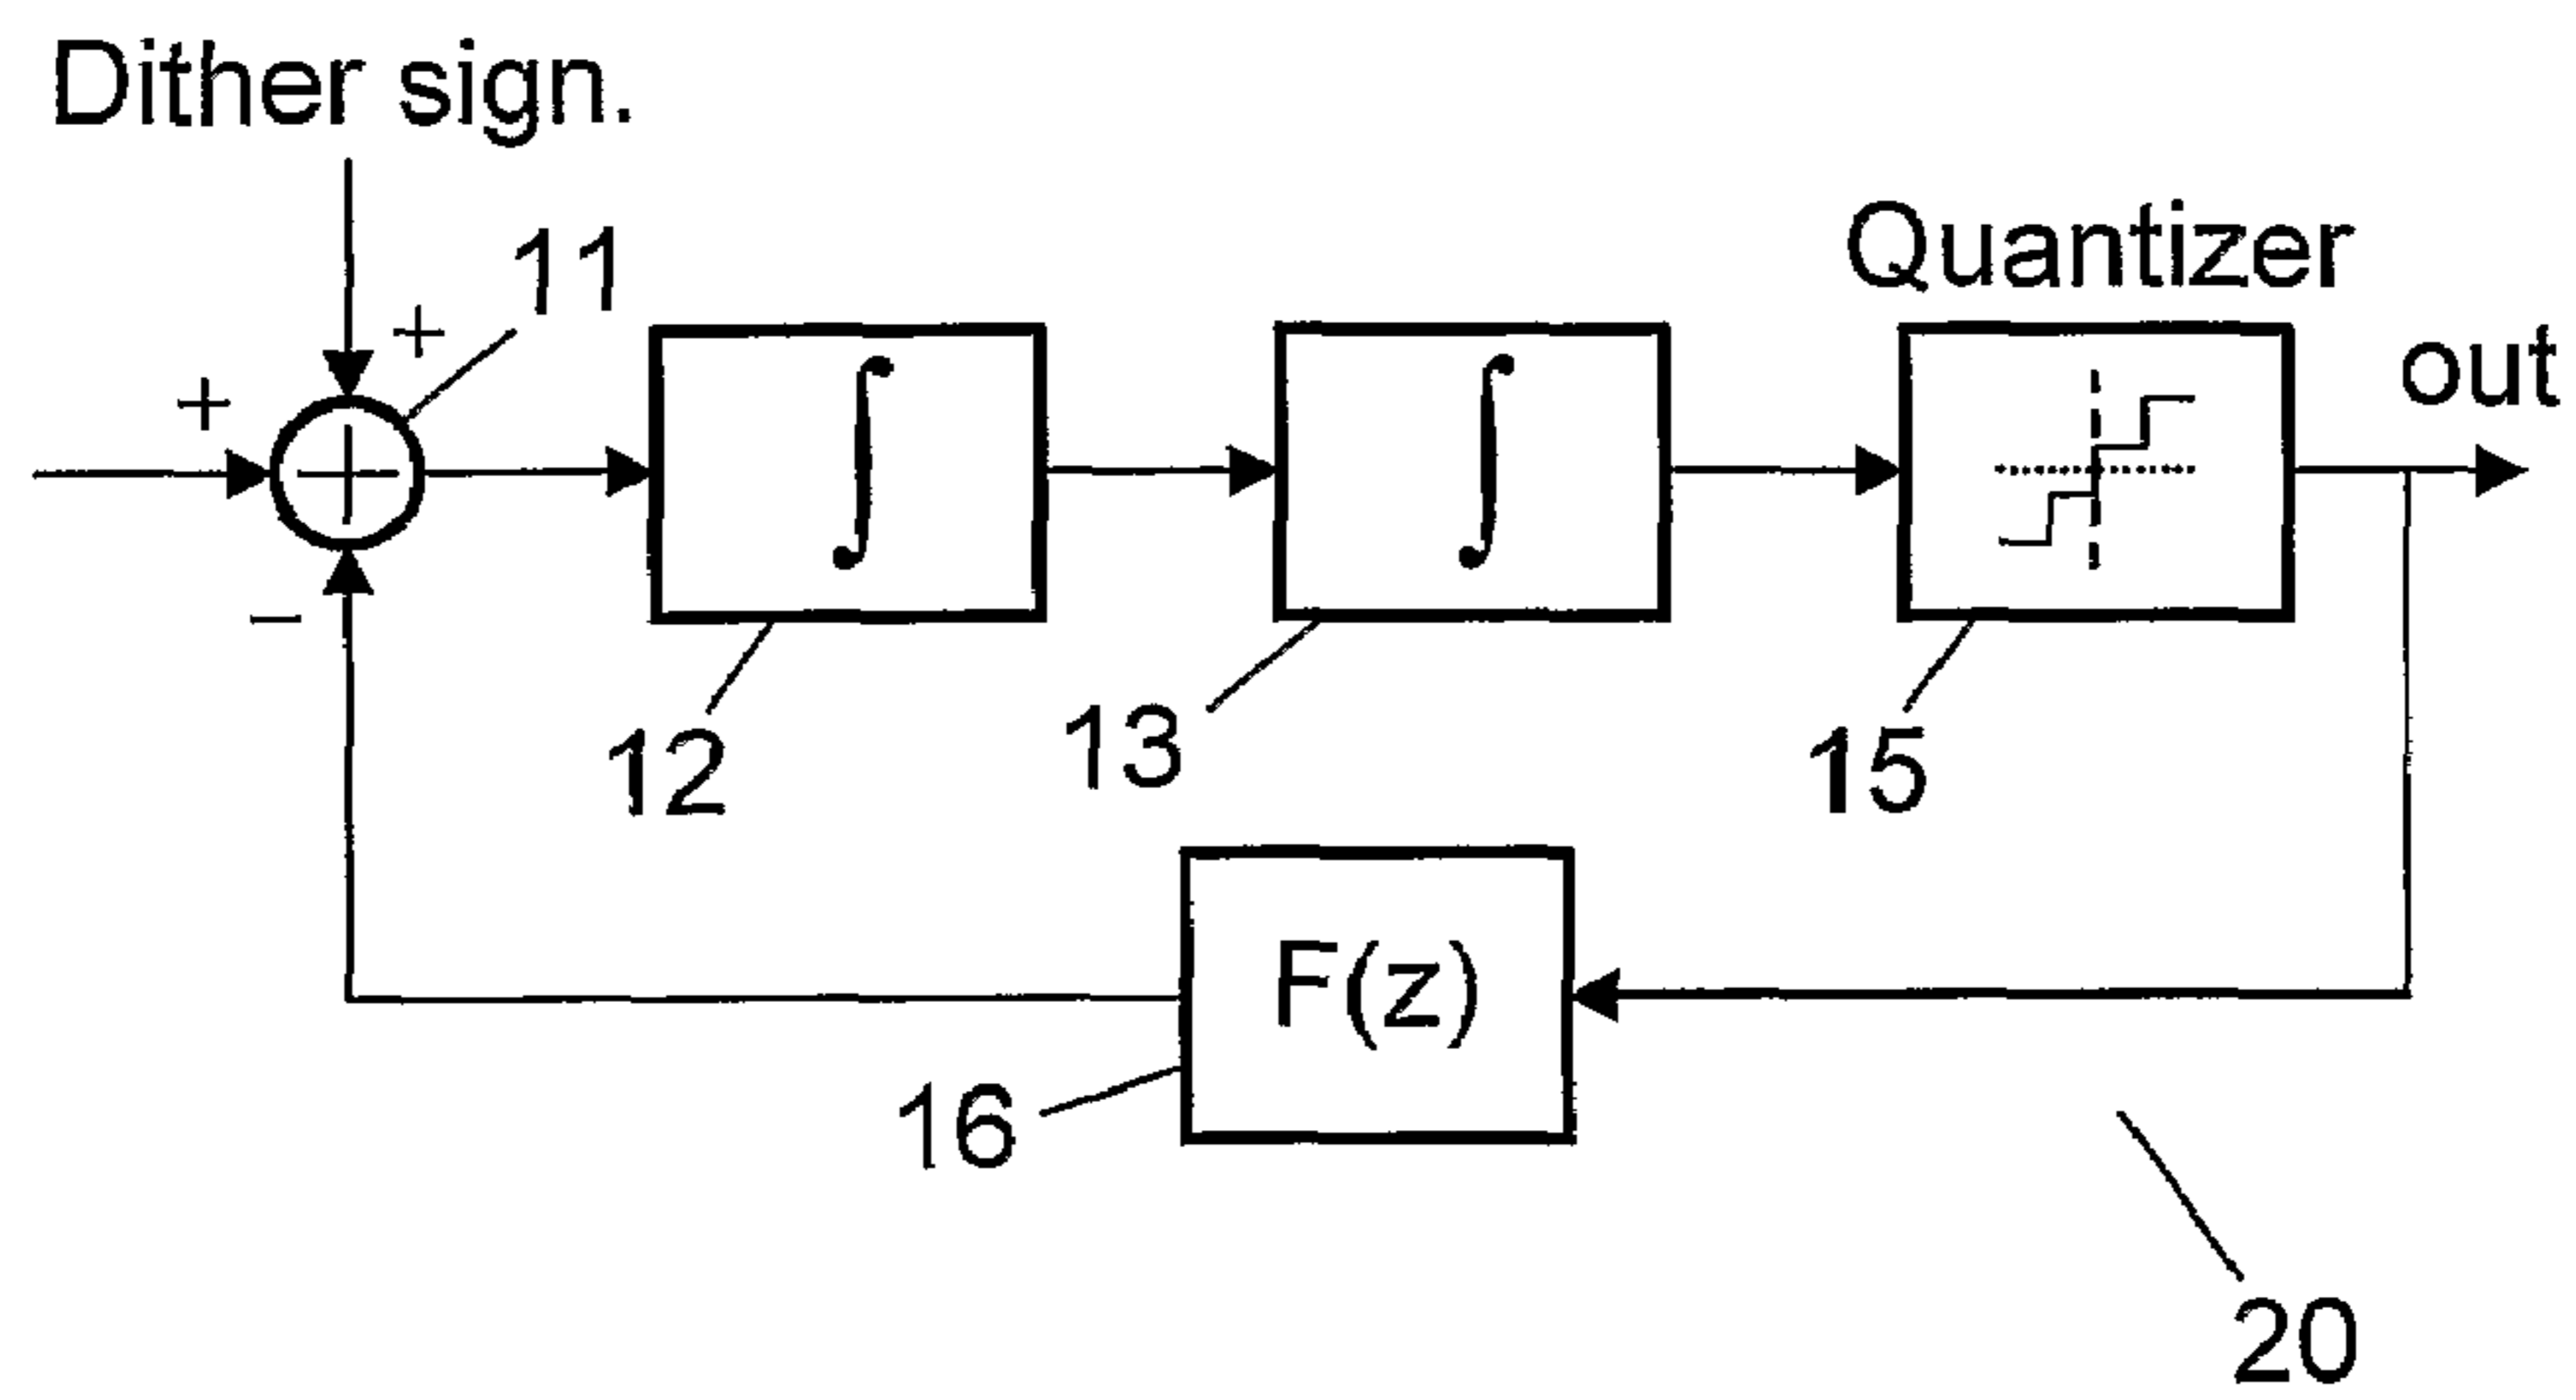 Dither sign.
11
+
+
Quantizer
out
∫
∫
−
12
13
15
F(z)
16
20